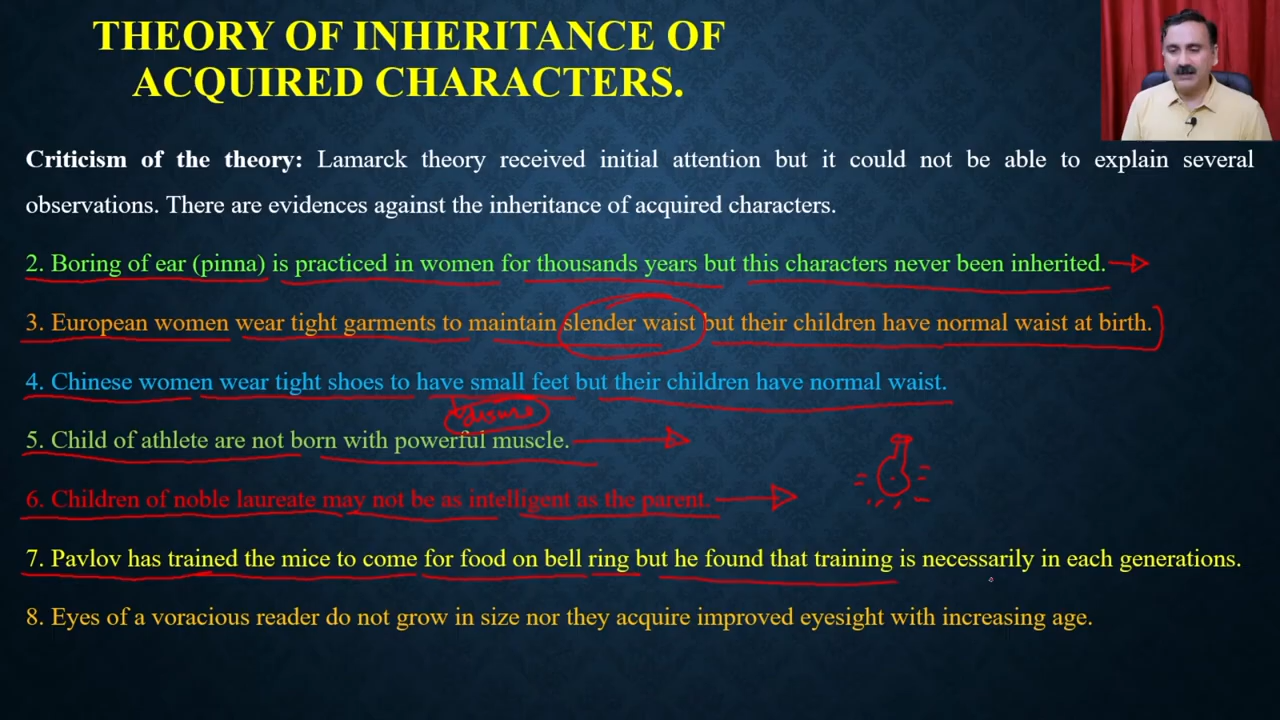 THEORY OF INHERITANCE OF
ACQUIRED CHARACTERS.
Criticism of the theory: Lamarck theory received initial attention but it could not be able to explain several
observations. There are evidences against the inheritance of acquired characters.
2. Boring of ear (pinna) is practiced in women for thousands years but this characters never been inherited.
3. European women wear tight garments to maintain slender waist but their children have normal waist at birth.
4. Chinese women wear tight shoes to have small feet but their children have normal waist.
5. Child of athlete are not born with powerful muscle.
6. Children of noble laureate may not be as intelligent as the parent.
7. Pavlov has trained the mice to come for food on bell ring but he found that training is necessarily in each generations.
8. Eyes of a voracious reader do not grow in size nor they acquire improved eyesight with increasing age.